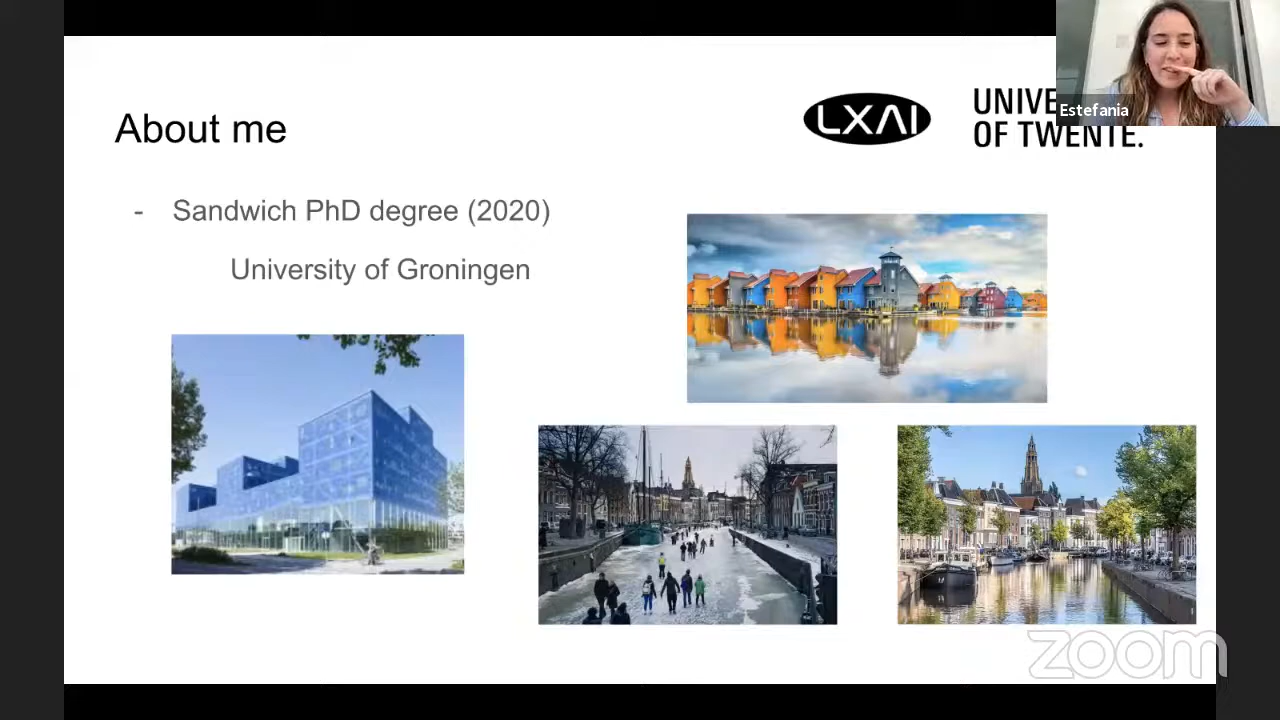 About me
LXAI
UNIVE
OF TWENTE.
Estefania
- Sandwich PhD degree (2020)
University of Groningen
zoom